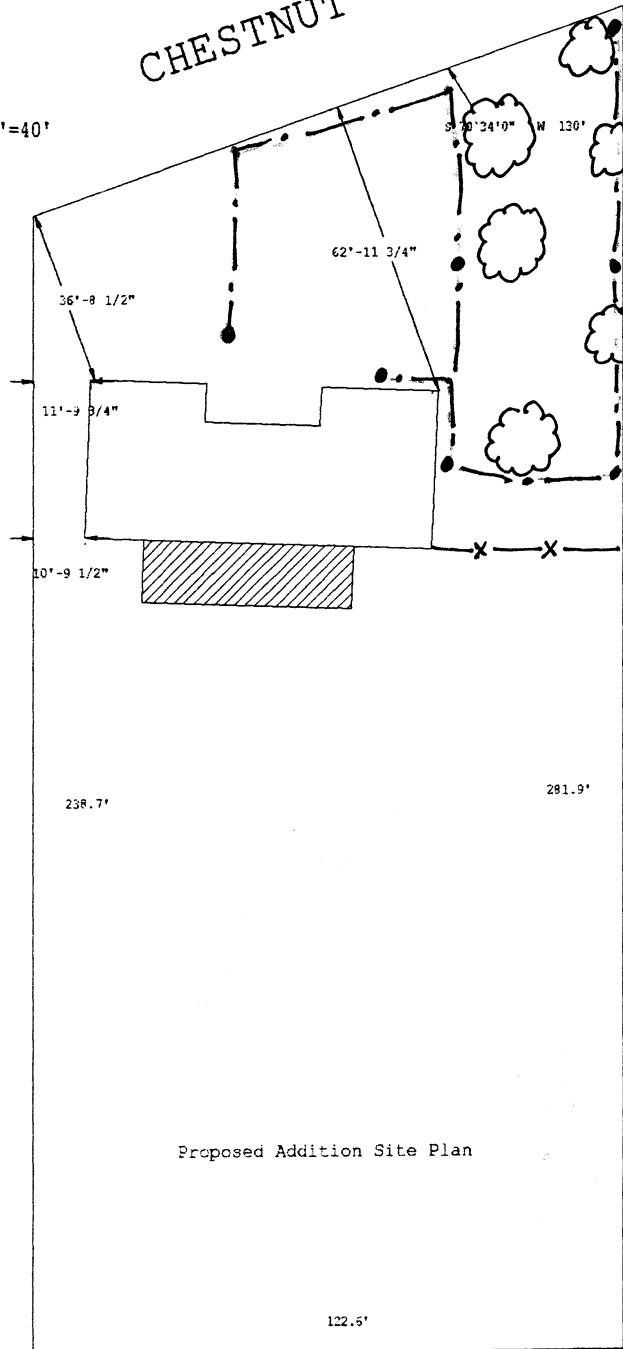 CHESTNUT
'=40'
S 70°34'0" W 130'
62'-11 3/4"
36'-8 1/2"
11'-9 3/4"
10'-9 1/2"
238.7'
281.9'
Proposed Addition Site Plan
122.6'